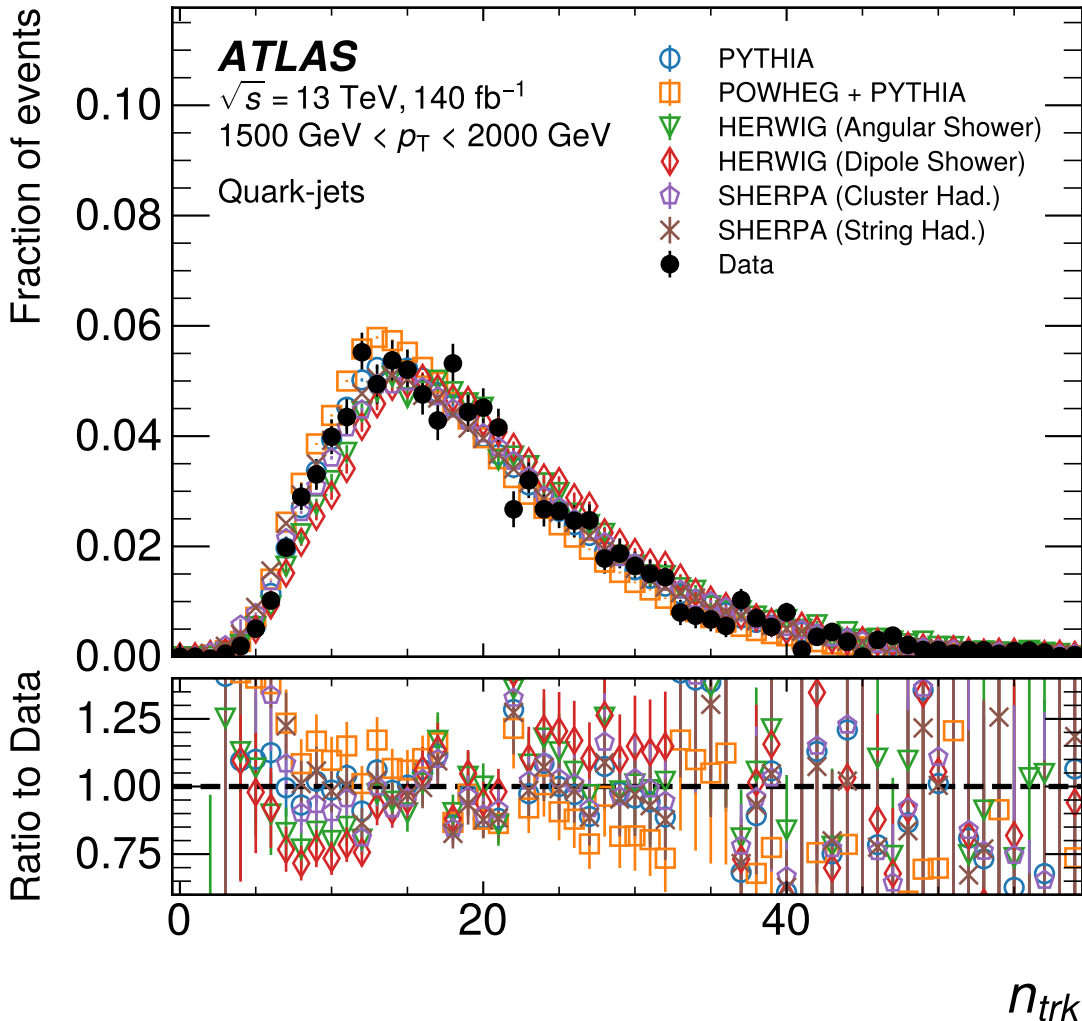 ATLAS
√s = 13 TeV, 140 fb⁻¹
1500 GeV < pT < 2000 GeV
Quark-jets
PYTHIA
POWHEG + PYTHIA
HERWIG (Angular Shower)
HERWIG (Dipole Shower)
SHERPA (Cluster Had.)
SHERPA (String Had.)
Data
Fraction of events
0.10
0.08
0.06
0.04
0.02
0.00
Ratio to Data
1.25
1.00
0.75
0 20 40
ntrk